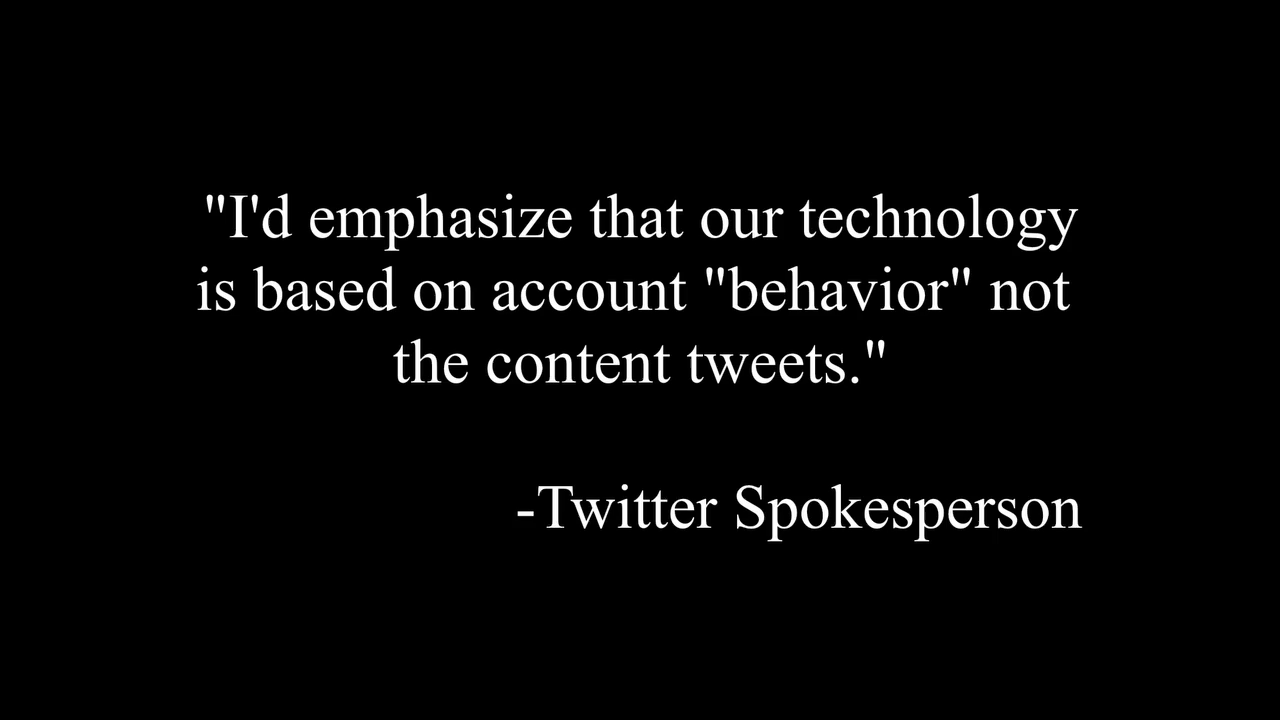 "I'd emphasize that our technology
is based on account "behavior" not
the content tweets."
-Twitter Spokesperson